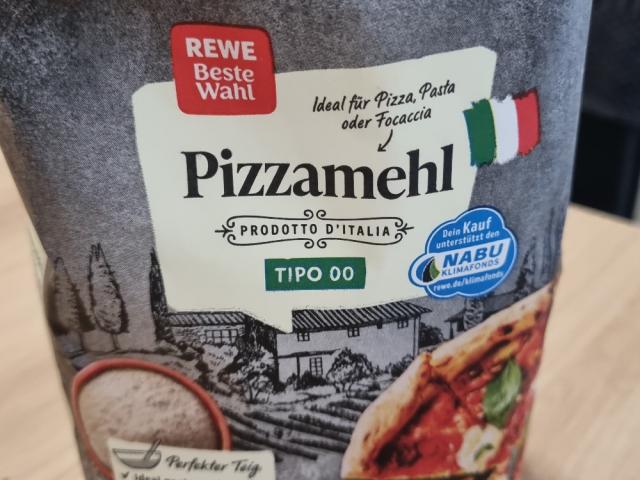 REWE
Beste
Wahl
Ideal für Pizza, Pasta
oder Focaccia
Pizzamehl
PRODOTTO D'ITALIA
TIPO 00
Dein Kauf
unterstützt den
NABU
KLIMAFONDS
rewe.de/klimafonds
Perfekter Teig